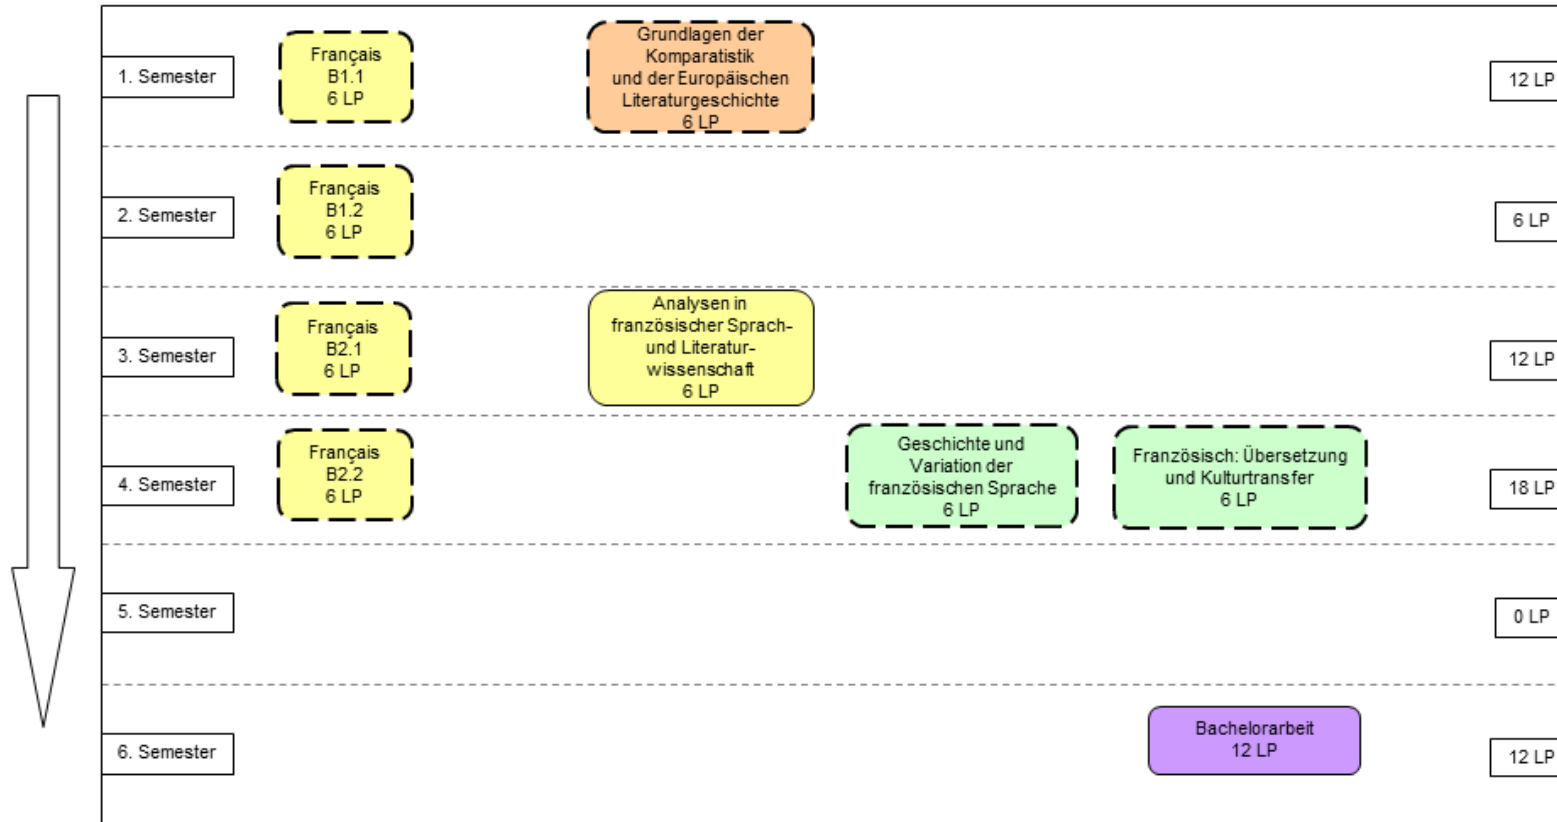 1. Semester
Français
B1.1
6 LP
Grundlagen der
Komparatistik
und der Europäischen
Literaturgeschichte
6 LP
12 LP
2. Semester
Français
B1.2
6 LP
6 LP
3. Semester
Français
B2.1
6 LP
Analysen in
französischer Sprach-
und Literatur-
wissenschaft
6 LP
12 LP
4. Semester
Français
B2.2
6 LP
Geschichte und
Variation der
französischen Sprache
6 LP
Französisch: Übersetzung
und Kulturtransfer
6 LP
18 LP
5. Semester
0 LP
6. Semester
Bachelorarbeit
12 LP
12 LP